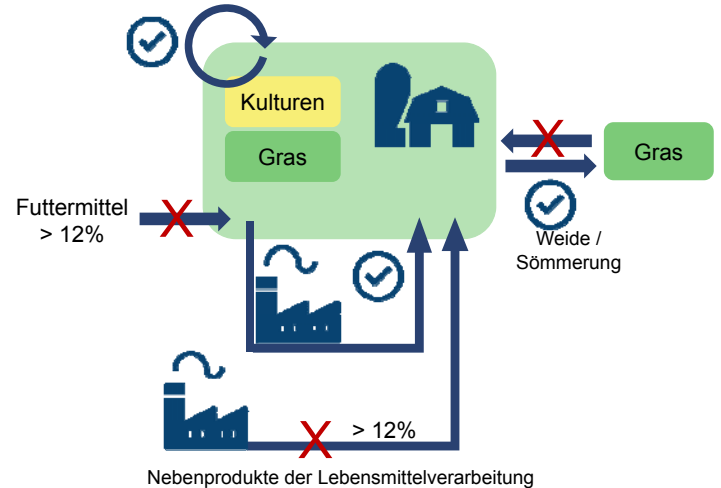 Kulturen
Gras
Gras
Futtermittel
> 12%
Weide /
Sömmerung
> 12%
Nebenprodukte der Lebensmittelverarbeitung